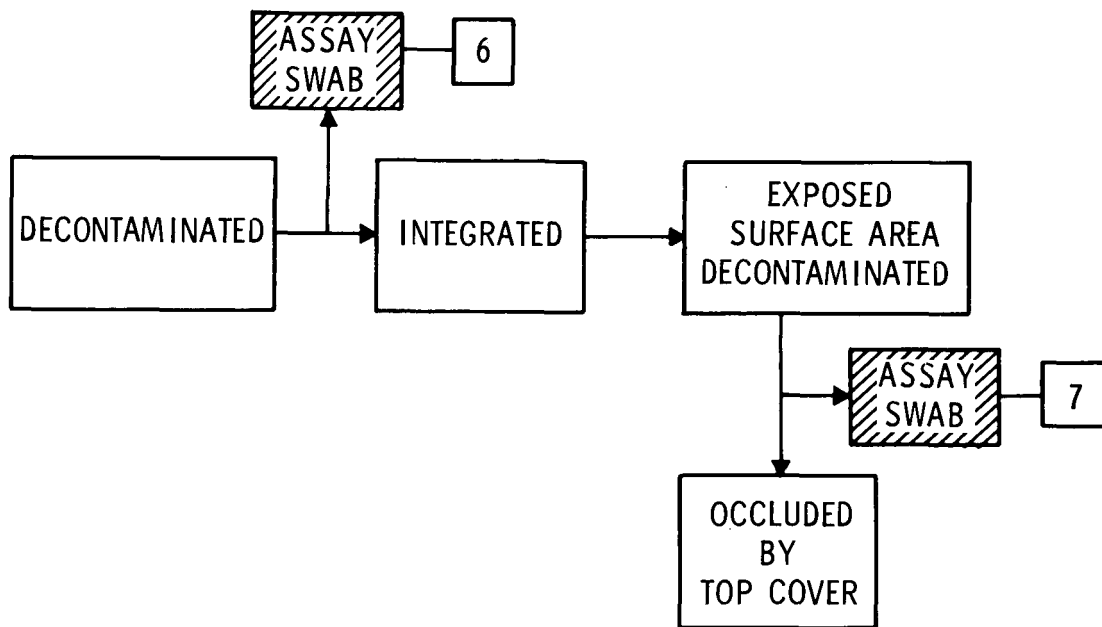 ASSAY
SWAB
6
DECONTAMINATED
INTEGRATED
EXPOSED
SURFACE AREA
DECONTAMINATED
ASSAY
SWAB
7
OCCLUDED
BY
TOP COVER